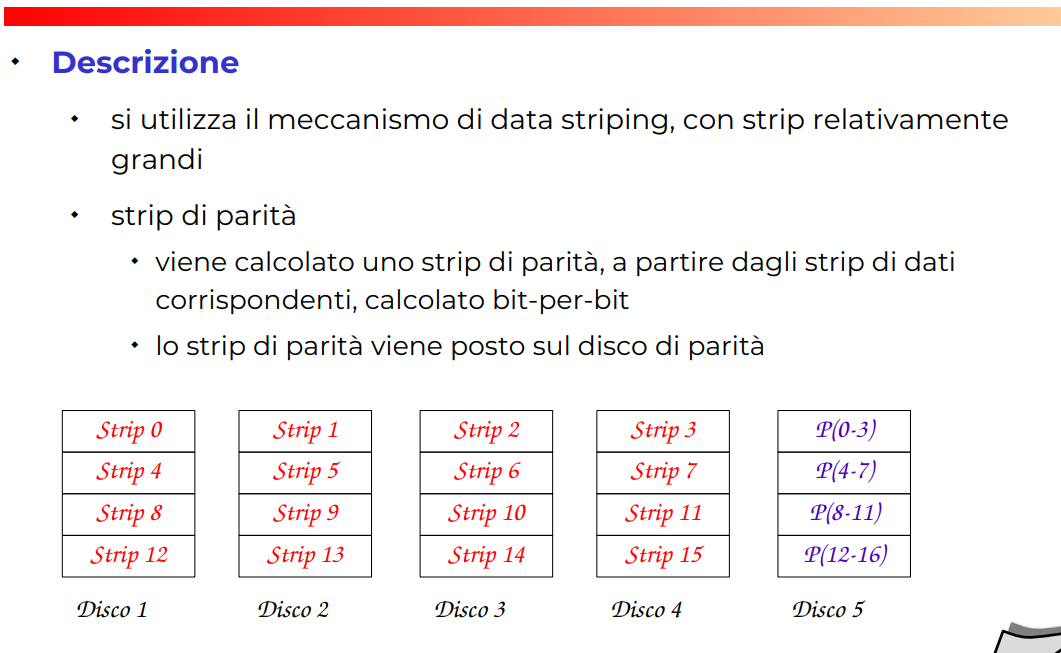 Descrizione
si utilizza il meccanismo di data striping, con strip relativamente
grandi
strip di parità
viene calcolato uno strip di parità, a partire dagli strip di dati
corrispondenti, calcolato bit-per-bit
lo strip di parità viene posto sul disco di parità
Strip 0 Strip 1 Strip 2 Strip 3 P(0-3)
Strip 4 Strip 5 Strip 6 Strip 7 P(4-7)
Strip 8 Strip 9 Strip 10 Strip 11 P(8-11)
Strip 12 Strip 13 Strip 14 Strip 15 P(12-16)
Disco 1 Disco 2 Disco 3 Disco 4 Disco 5